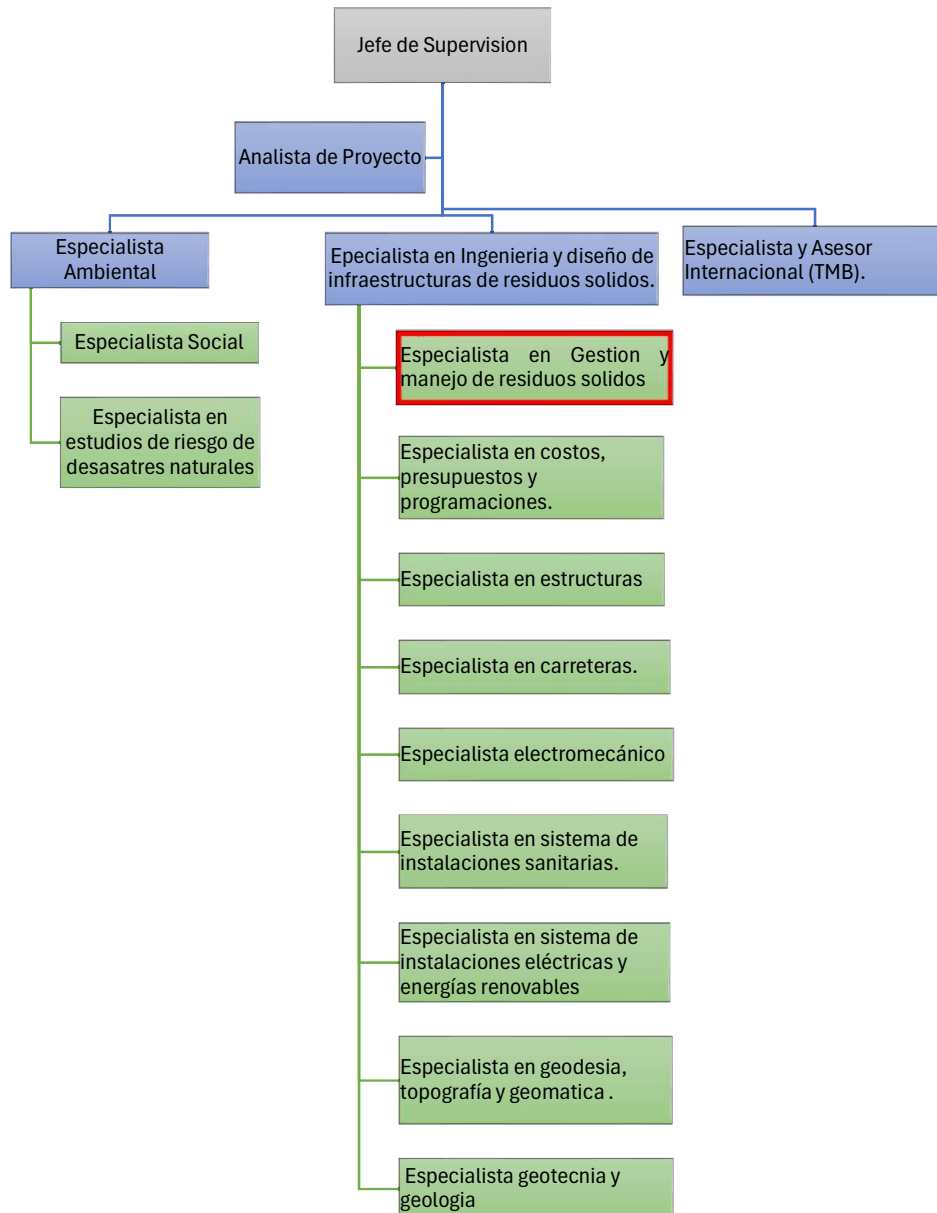 Jefe de Supervision
Analista de Proyecto
Especialista
Ambiental
Epecialista en Ingenieria y diseño de
infraestructuras de residuos solidos.
Especialista y Asesor
Internacional (TMB).
Especialista Social
Especialista en
estudios de riesgo de
desasatres naturales
Especialista en Gestion y
manejo de residuos solidos
Especialista en costos,
presupuestos y
programaciones.
Especialista en estructuras
Especialista en carreteras.
Especialista electromecánico
Especialista en sistema de
instalaciones sanitarias.
Especialista en sistema de
instalaciones eléctricas y
energías renovables
Especialista en geodesia,
topografía y geomatica .
Especialista geotecnia y
geologia